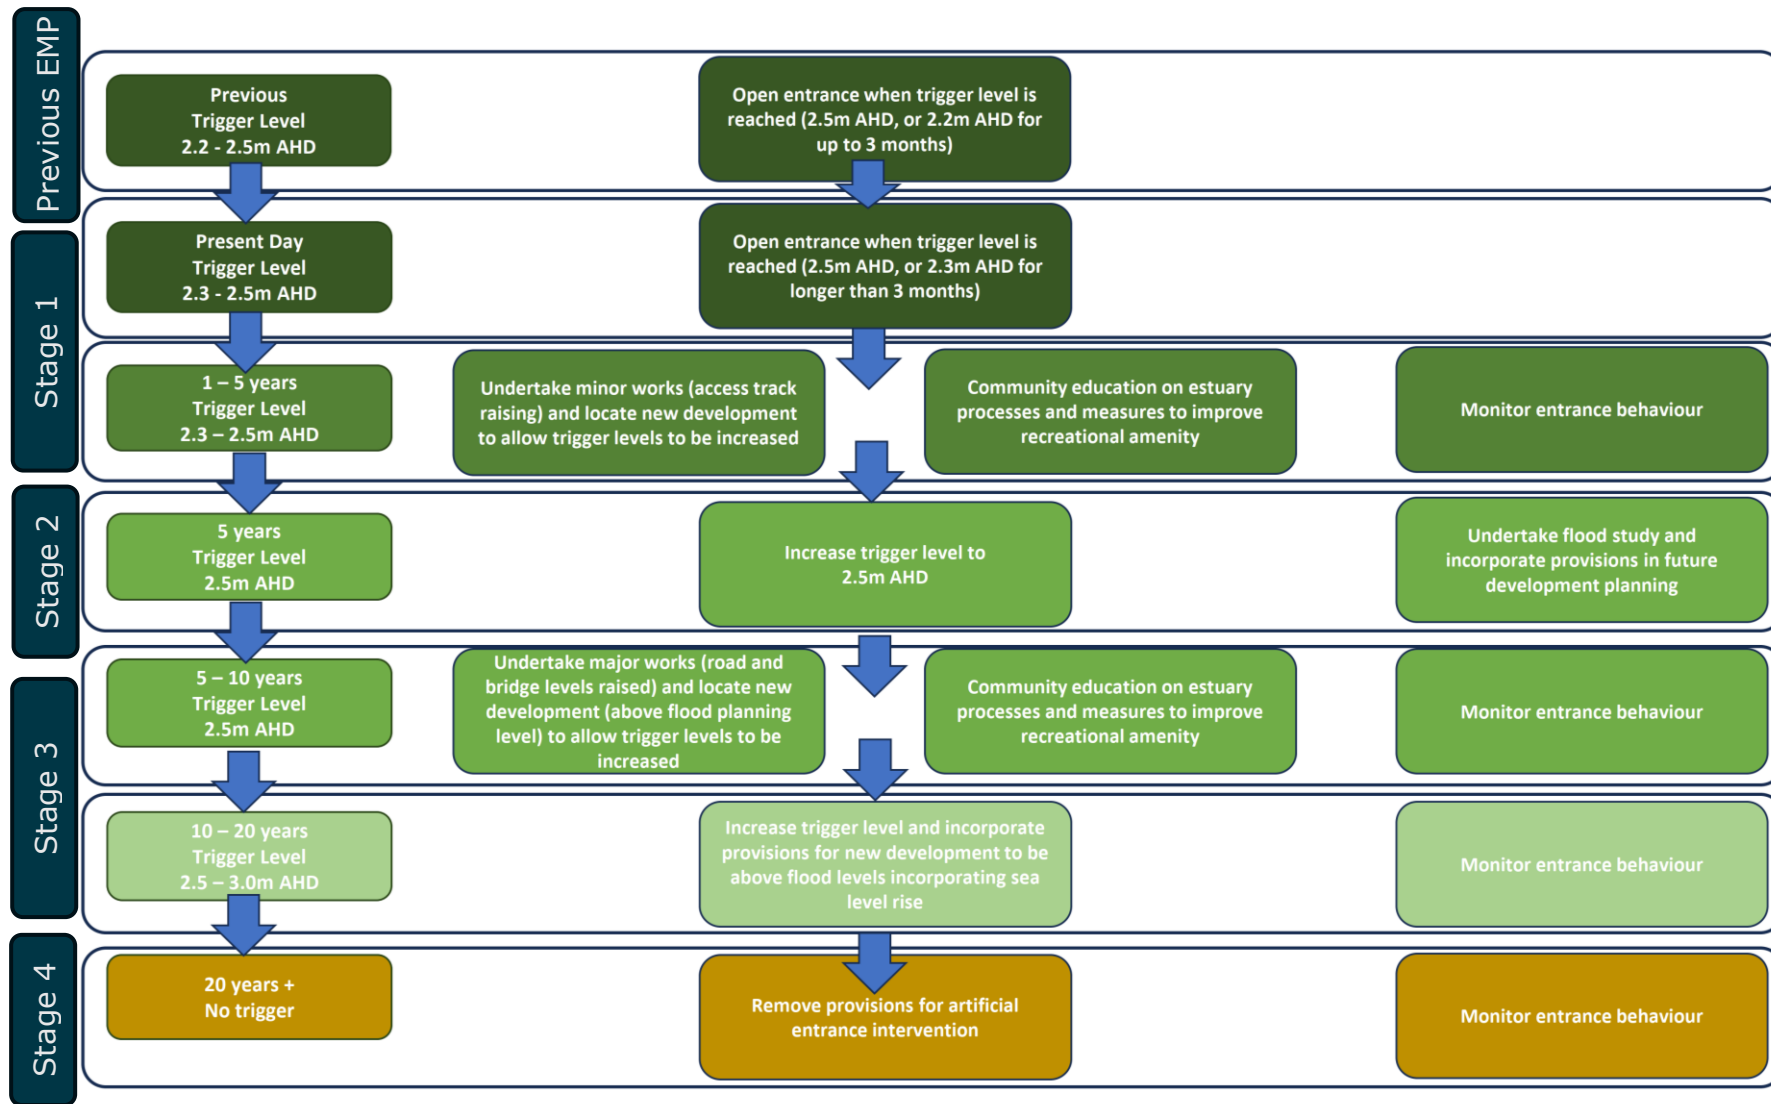 Previous EMP
Previous
Trigger Level
2.2 - 2.5m AHD
Open entrance when trigger level is
reached (2.5m AHD, or 2.2m AHD for
up to 3 months)
Stage 1
Present Day
Trigger Level
2.3 - 2.5m AHD
Open entrance when trigger level is
reached (2.5m AHD, or 2.3m AHD for
longer than 3 months)
1 – 5 years
Trigger Level
2.3 – 2.5m AHD
Undertake minor works (access track
raising) and locate new development
to allow trigger levels to be increased
Community education on estuary
processes and measures to improve
recreational amenity
Monitor entrance behaviour
Stage 2
5 years
Trigger Level
2.5m AHD
Increase trigger level to
2.5m AHD
Undertake flood study and
incorporate provisions in future
development planning
Stage 3
5 – 10 years
Trigger Level
2.5m AHD
Undertake major works (road and
bridge levels raised) and locate new
development (above flood planning
level) to allow trigger levels to be
increased
Community education on estuary
processes and measures to improve
recreational amenity
Monitor entrance behaviour
10 – 20 years
Trigger Level
2.5 – 3.0m AHD
Increase trigger level and incorporate
provisions for new development to be
above flood levels incorporating sea
level rise
Monitor entrance behaviour
Stage 4
20 years +
No trigger
Remove provisions for artificial
entrance intervention
Monitor entrance behaviour